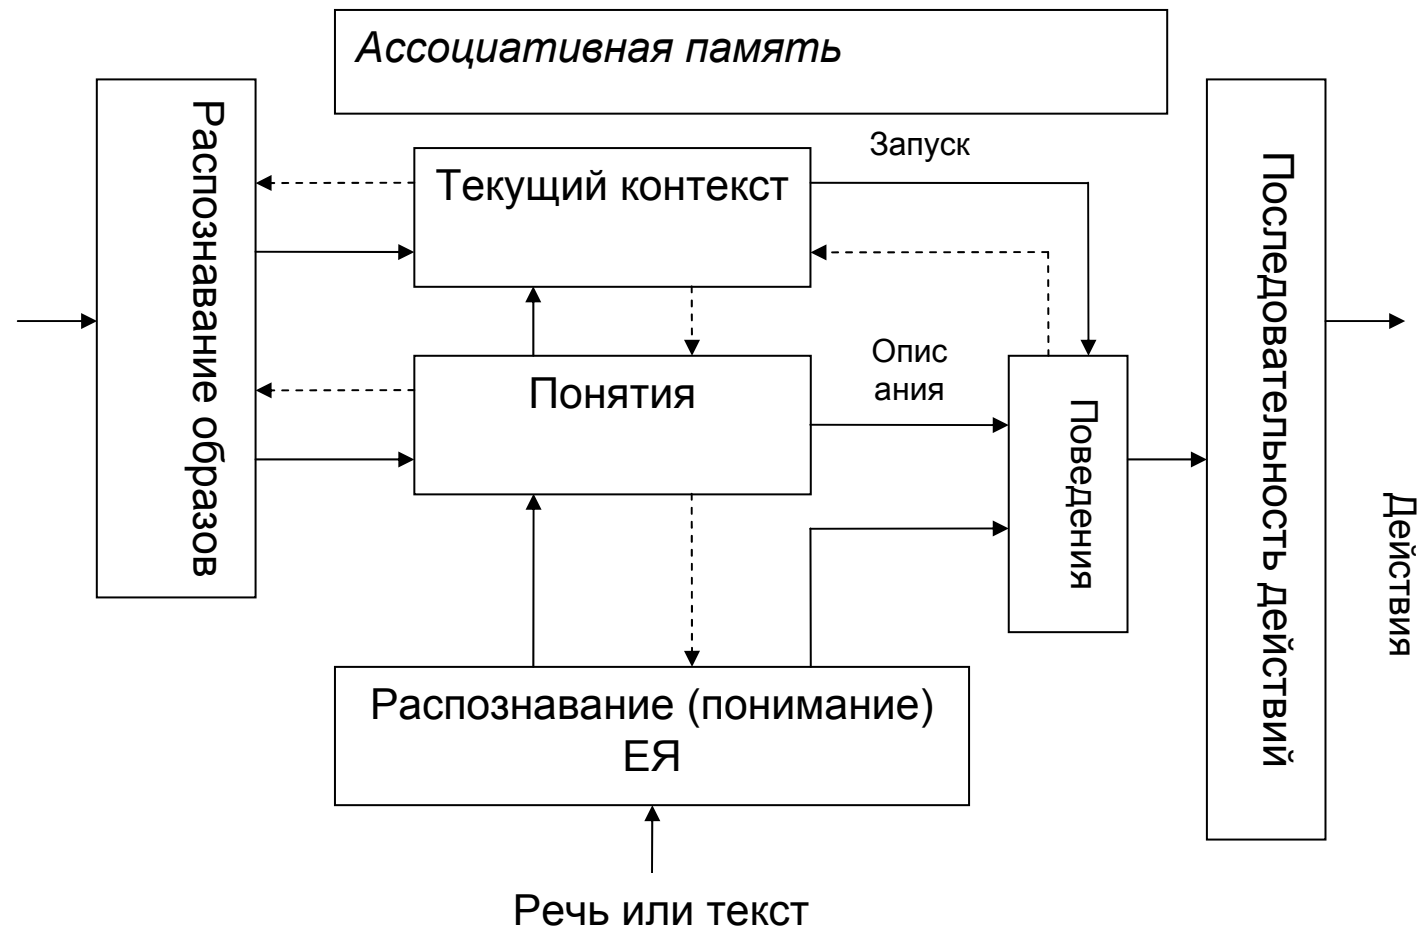 Ассоциативная память
Распознавание образов
Текущий контекст
Запуск
Понятия
Опис
ания
Поведения
Последовательность действий
Действия
Распознавание (понимание)
ЕЯ
Речь или текст